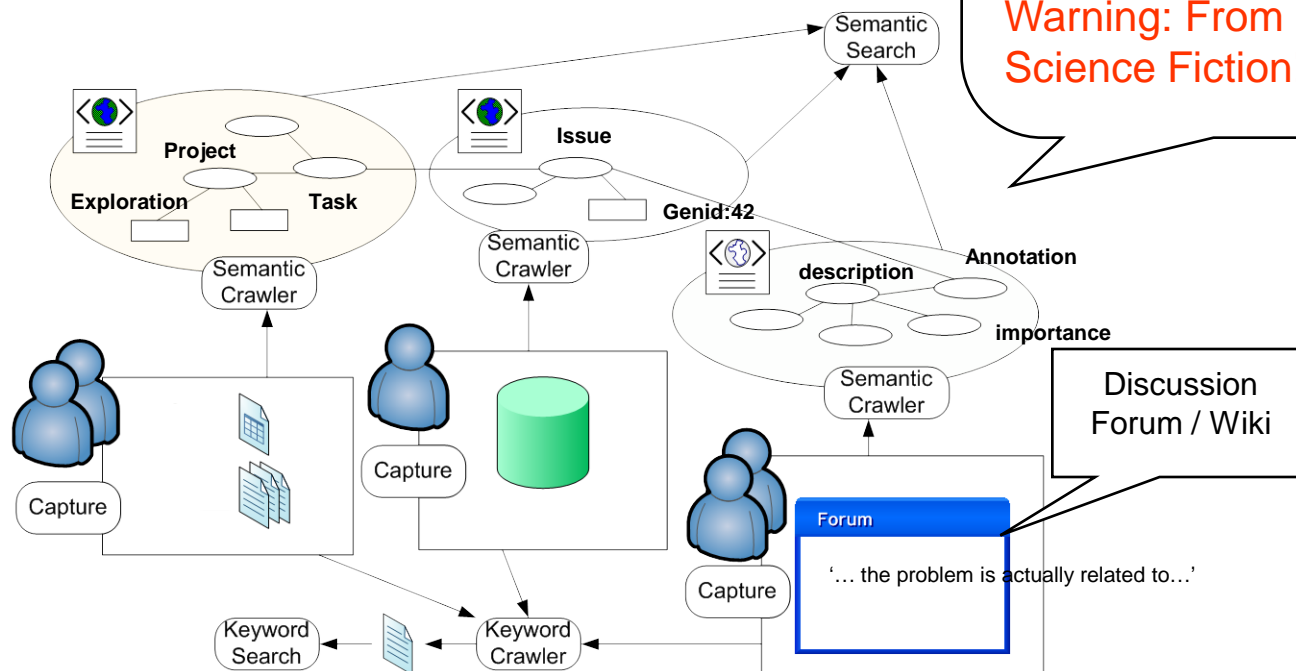 Warning: From
Science Fiction
Semantic
Search
Issue
Project
Exploration
Task
Genid:42
Semantic
Crawler
Semantic
Crawler
description
Annotation
importance
Semantic
Crawler
Discussion
Forum / Wiki
Capture
Capture
Capture
Forum
‘… the problem is actually related to…’
Keyword
Search
Keyword
Crawler